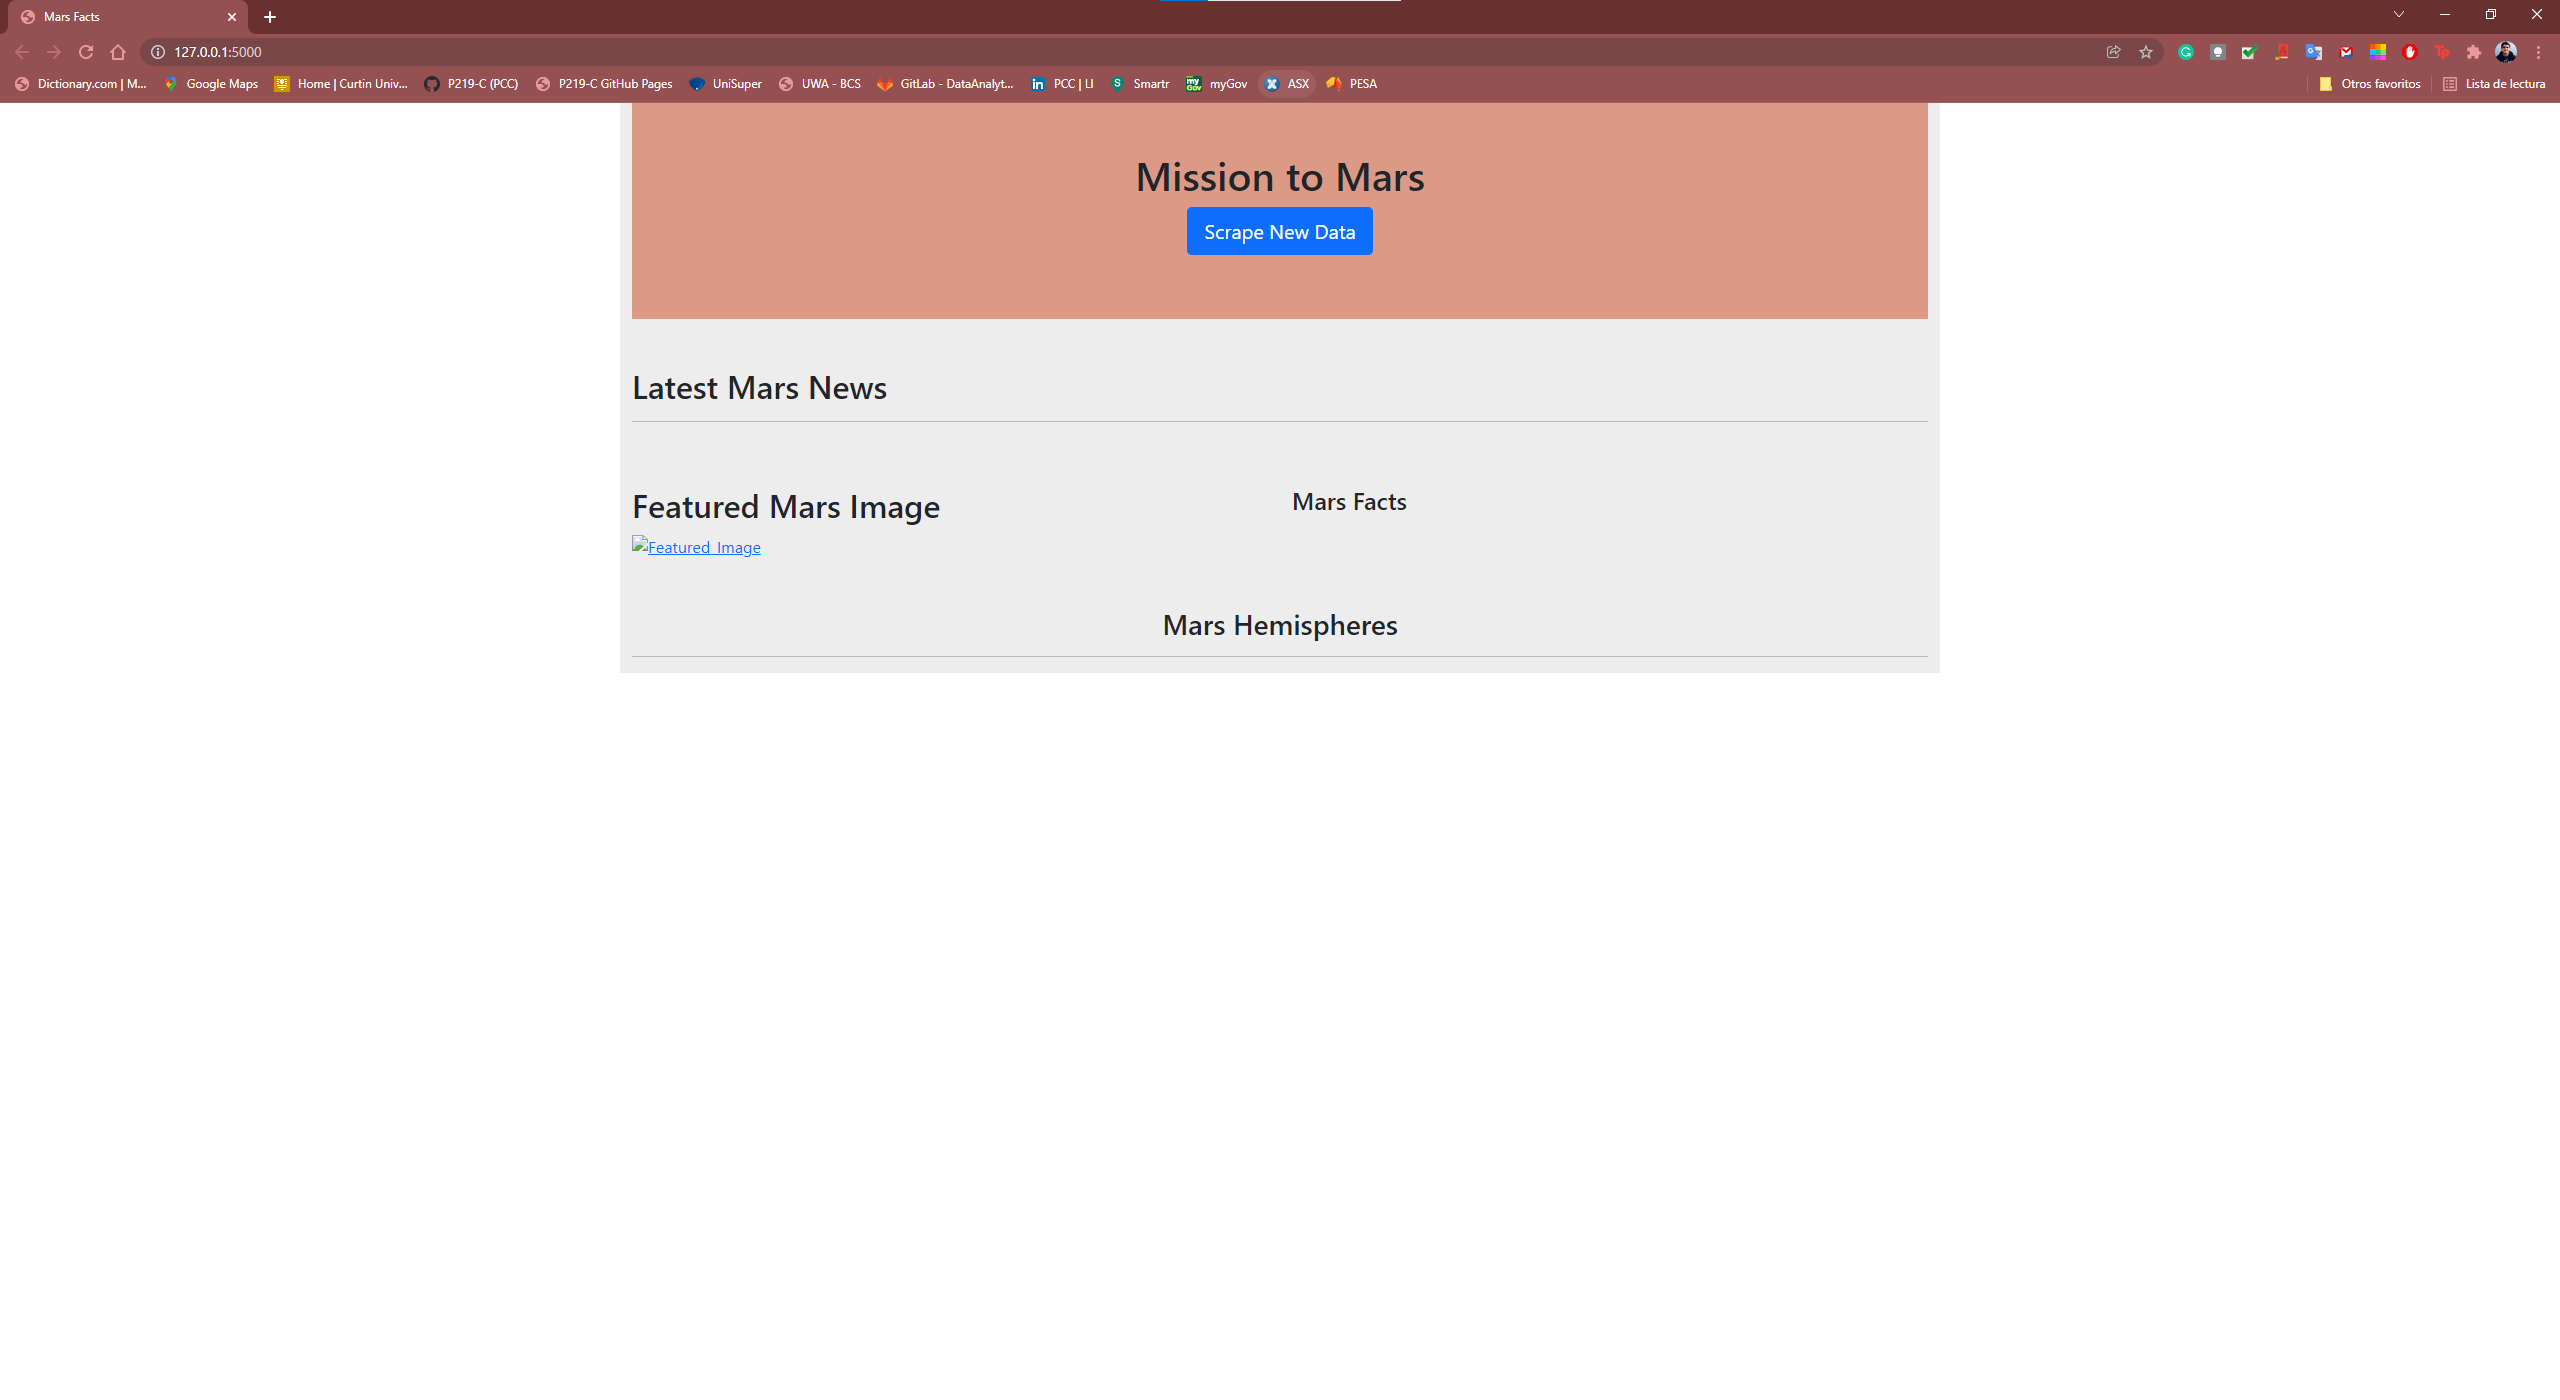 Mars Facts
127.0.0.1:5000
Dictionary.com | M... Google Maps Home | Curtin Univ... P219-C (PCC) P219-C GitHub Pages UniSuper UWA - BCS GitLab - DataAnalyt... PCC | LI Smartr myGov ASX PESA Otros favoritos Lista de lectura
Mission to Mars
Scrape New Data
Latest Mars News
Featured Mars Image
Featured_Image
Mars Facts
Mars Hemispheres